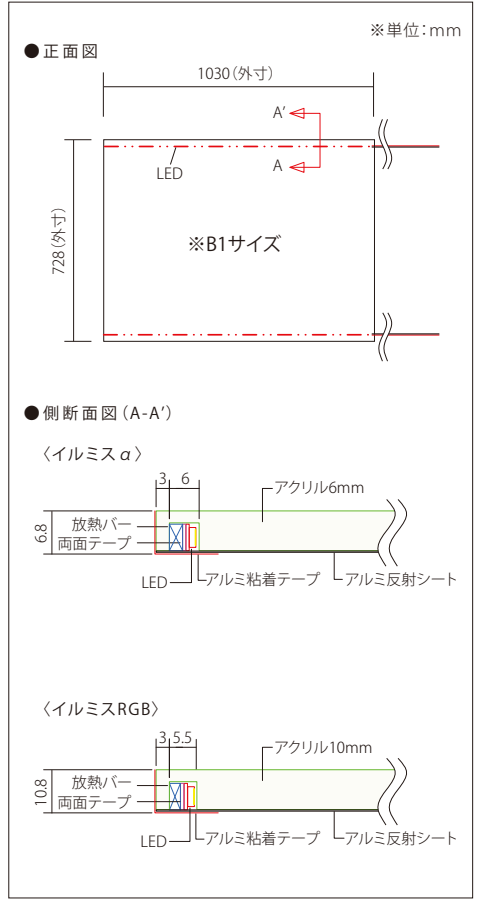 ※単位：mm
●正面図
1030（外寸）
A’
A
LED
728（外寸）
※B1サイズ
●側断面図（A-A’）
〈イルミスα〉
3 6
アクリル6mm
6.8
放熱バー
両面テープ
LED
アルミ粘着テープ
アルミ反射シート
〈イルミスRGB〉
3 5.5
アクリル10mm
10.8
放熱バー
両面テープ
LED
アルミ粘着テープ
アルミ反射シート